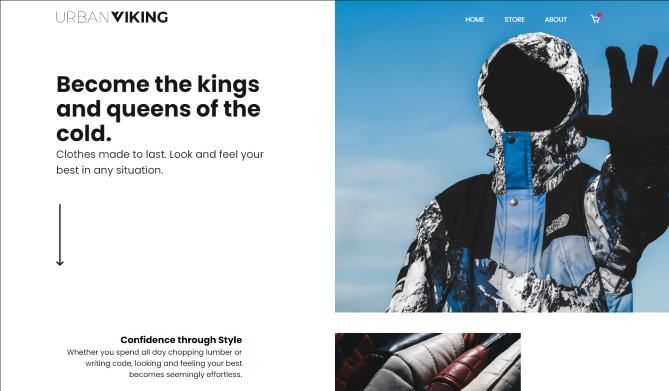 URBAN VIKING
HOME STORE ABOUT
Become the kings
and queens of the
cold.
Clothes made to last. Look and feel your
best in any situation.
Confidence through Style
Whether you spend all day chopping lumber or
writing code, looking and feeling your best
becomes seemingly effortless.